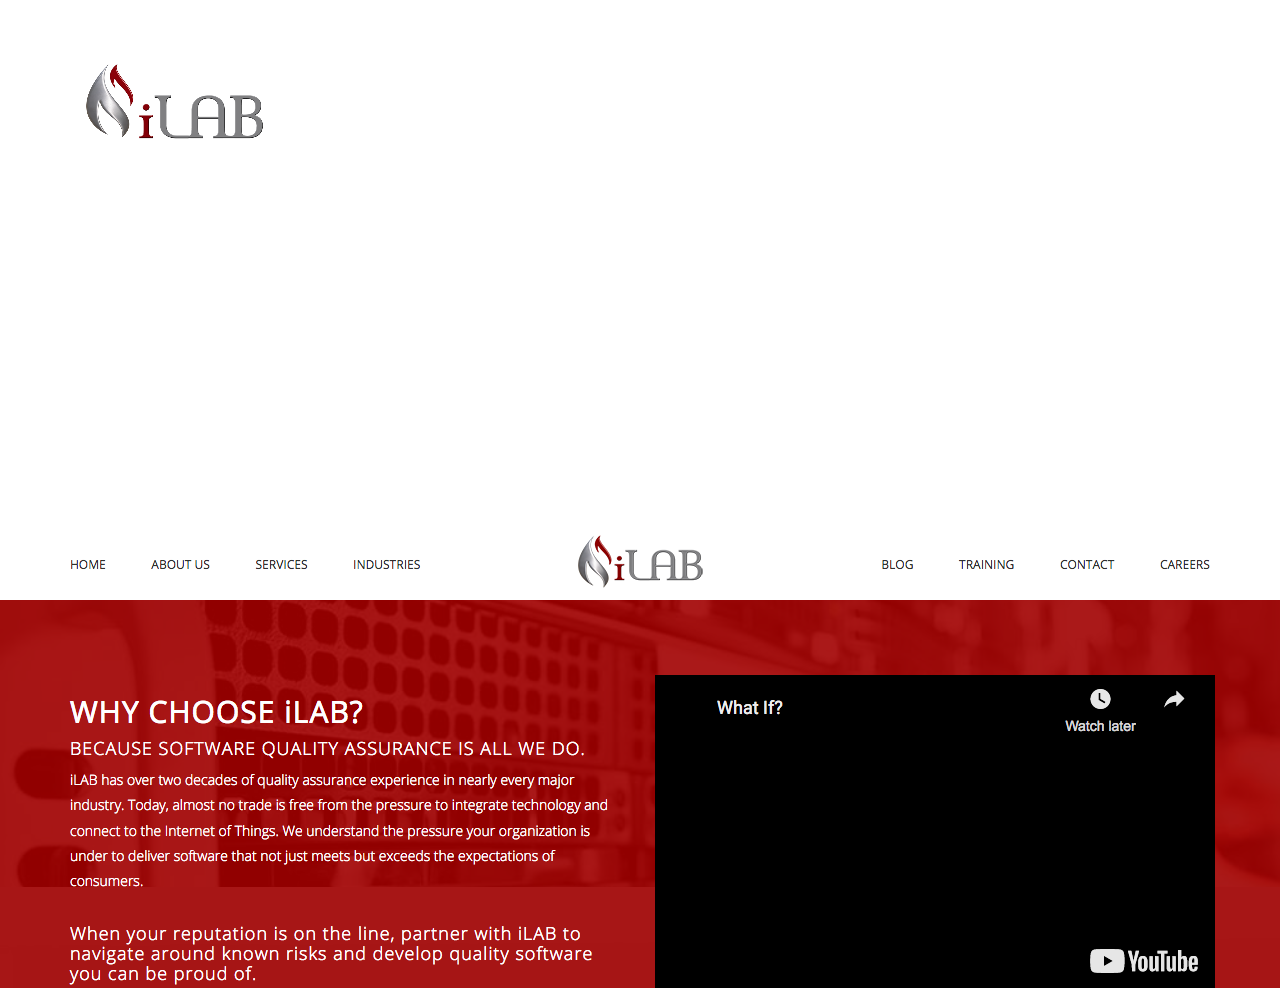 iLAB
HOME ABOUT US SERVICES INDUSTRIES iLAB BLOG TRAINING CONTACT CAREERS
WHY CHOOSE iLAB?
BECAUSE SOFTWARE QUALITY ASSURANCE IS ALL WE DO.
iLAB has over two decades of quality assurance experience in nearly every major
industry. Today, almost no trade is free from the pressure to integrate technology and
connect to the Internet of Things. We understand the pressure your organization is
under to deliver software that not just meets but exceeds the expectations of
consumers.
When your reputation is on the line, partner with iLAB to
navigate around known risks and develop quality software
you can be proud of.
What If?
Watch later
YouTube